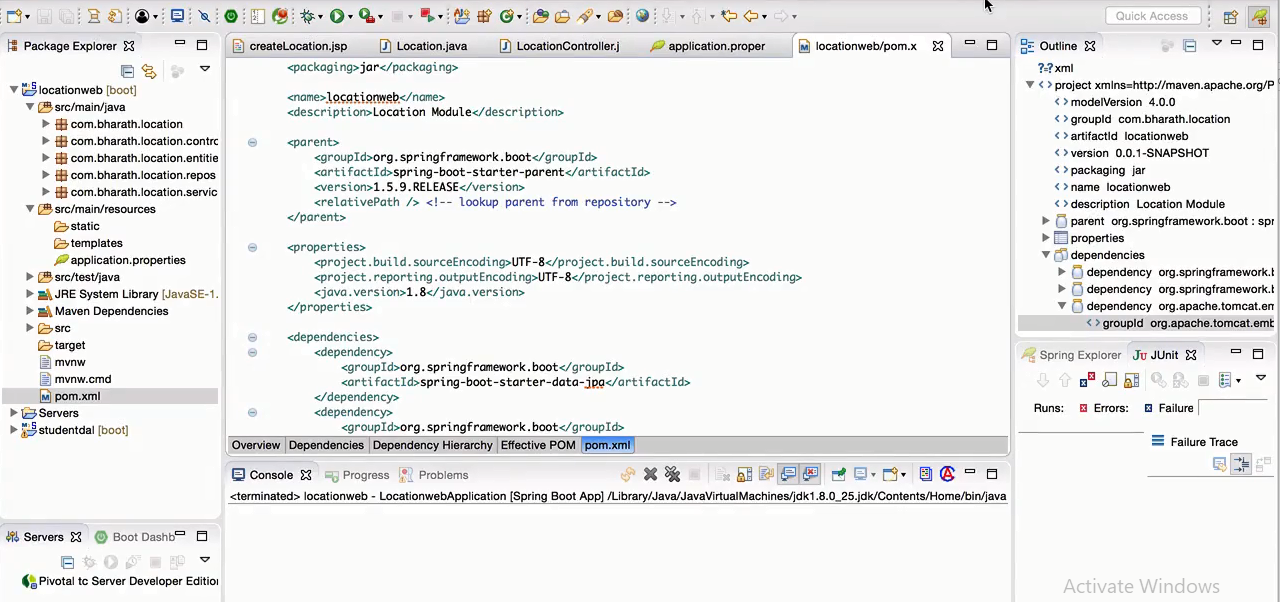 Quick Access
Package Explorer
locationweb [boot]
src/main/java
com.bharath.location
com.bharath.location.contro
com.bharath.location.entitie
com.bharath.location.repos
com.bharath.location.servic
src/main/resources
static
templates
application.properties
src/test/java
JRE System Library [JavaSE-1.
Maven Dependencies
src
target
mvnw
mvnw.cmd
pom.xml
Servers
studentdal [boot]
Servers
Boot Dashb
Pivotal tc Server Developer Edition
createLocation.jsp
Location.java
LocationController.j
application.proper
locationweb/pom.x
<packaging>jar</packaging>
<name>locationweb</name>
<description>Location Module</description>
<parent>
<groupId>org.springframework.boot</groupId>
<artifactId>spring-boot-starter-parent</artifactId>
<version>1.5.9.RELEASE</version>
<relativePath /> <!-- lookup parent from repository -->
</parent>
<properties>
<project.build.sourceEncoding>UTF-8</project.build.sourceEncoding>
<project.reporting.outputEncoding>UTF-8</project.reporting.outputEncoding>
<java.version>1.8</java.version>
</properties>
<dependencies>
<dependency>
<groupId>org.springframework.boot</groupId>
<artifactId>spring-boot-starter-data-jpa</artifactId>
</dependency>
<dependency>
<groupId>org.springframework.boot</groupId>
Overview
Dependencies
Dependency Hierarchy
Effective POM
pom.xml
Console
Progress
Problems
<terminated> locationweb - LocationwebApplication [Spring Boot App] /Library/Java/JavaVirtualMachines/jdk1.8.0_25.jdk/Contents/Home/bin/java
Outline
xml
project xmlns=http://maven.apache.org/P
modelVersion 4.0.0
groupId com.bharath.location
artifactId locationweb
version 0.0.1-SNAPSHOT
packaging jar
name locationweb
description Location Module
parent org.springframework.boot : spr
properties
dependencies
dependency org.springframework.b
dependency org.springframework.b
dependency org.apache.tomcat.emb
groupId org.apache.tomcat.emb
Spring Explorer
JUnit
Runs:
Errors:
Failure
Failure Trace
Activate Windows